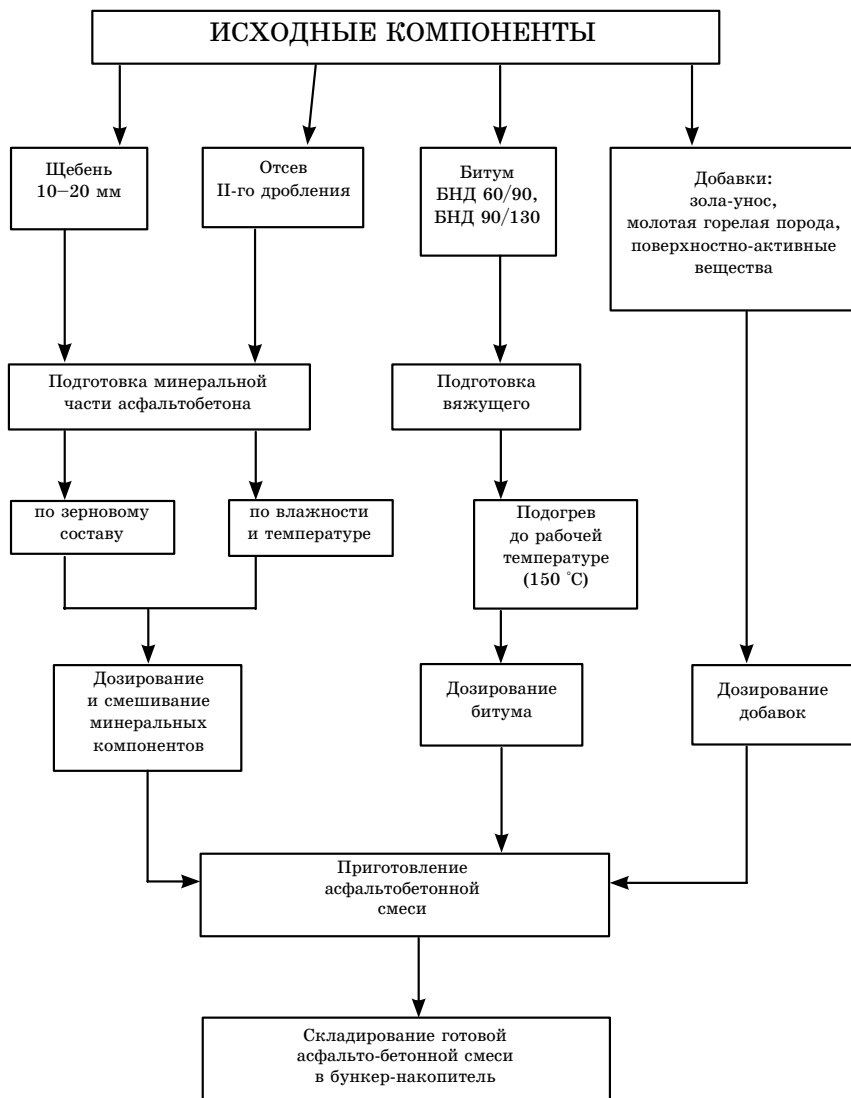 ИСХОДНЫЕ КОМПОНЕНТЫ
Щебень
10–20 мм
Отсев
II-го дробления
Битум
БНД 60/90,
БНД 90/130
Добавки:
зола-унос,
молотая горелая порода,
поверхностно-активные
вещества
Подготовка минеральной
части асфальтобетона
Подготовка
вяжущего
по зерновому
составу
по влажности
и температуре
Подогрев
до рабочей
температуре
(150 °С)
Дозирование
и смешивание
минеральных
компонентов
Дозирование
битума
Дозирование
добавок
Приготовление
асфальтобетонной
смеси
Складирование готовой
асфальто-бетонной смеси
в бункер-накопитель